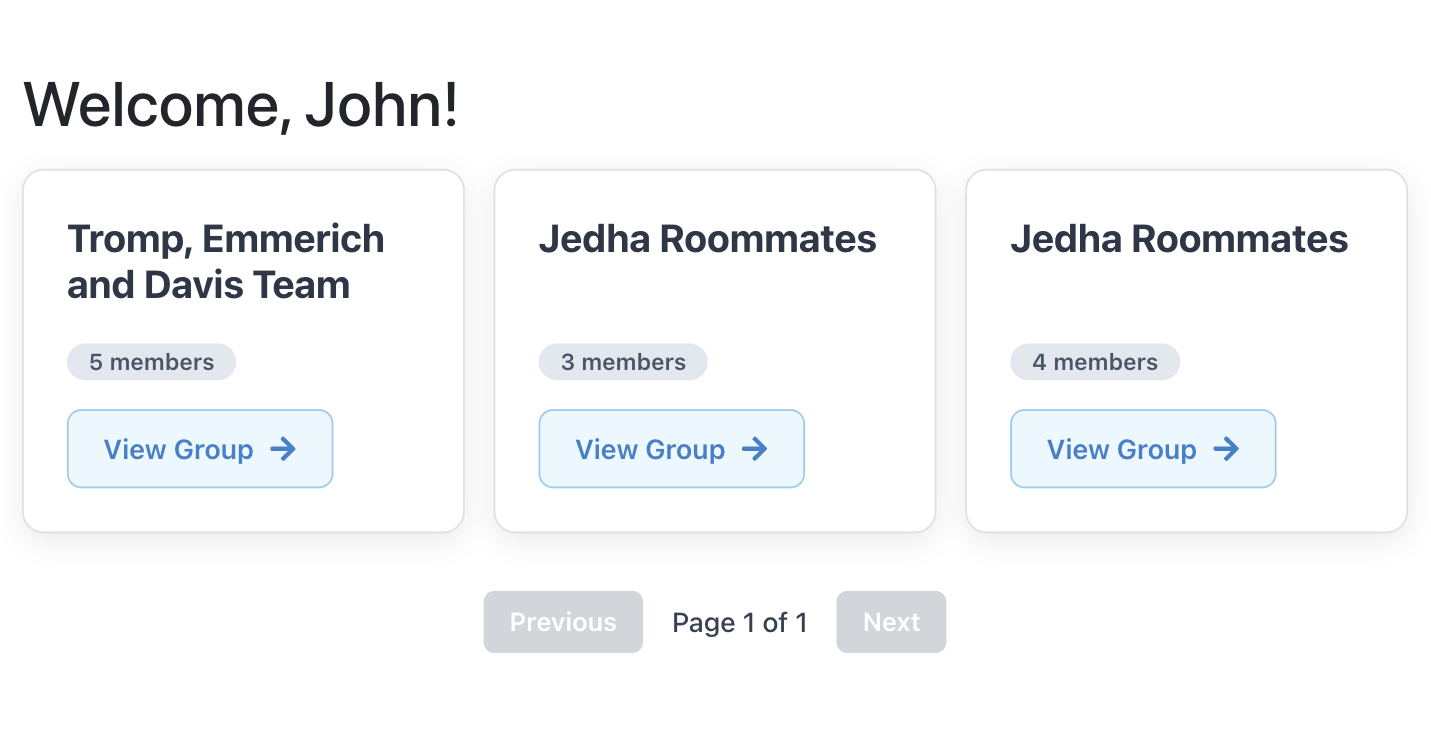 Welcome, John!
Tromp, Emmerich
and Davis Team
5 members
View Group →
Jedha Roommates
3 members
View Group →
Jedha Roommates
4 members
View Group →
Previous
Page 1 of 1
Next